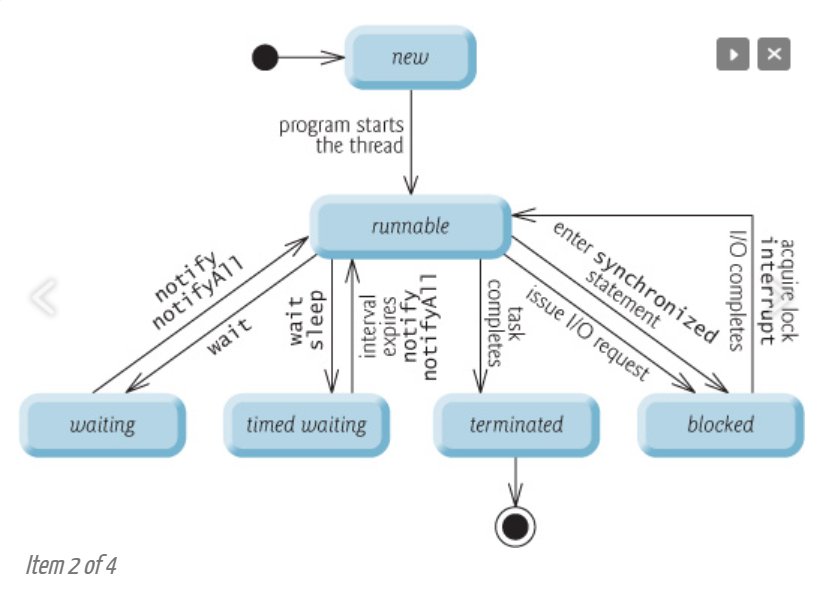 new
program starts
the thread
runnable
notify
notifyAll
wait
wait
sleep
interval
expires
notify
notifyAll
task
completes
enter synchronized
statement
issue I/O request
I/O completes
interrupt
acquire lock
waiting
timed waiting
terminated
blocked
Item 2 of 4